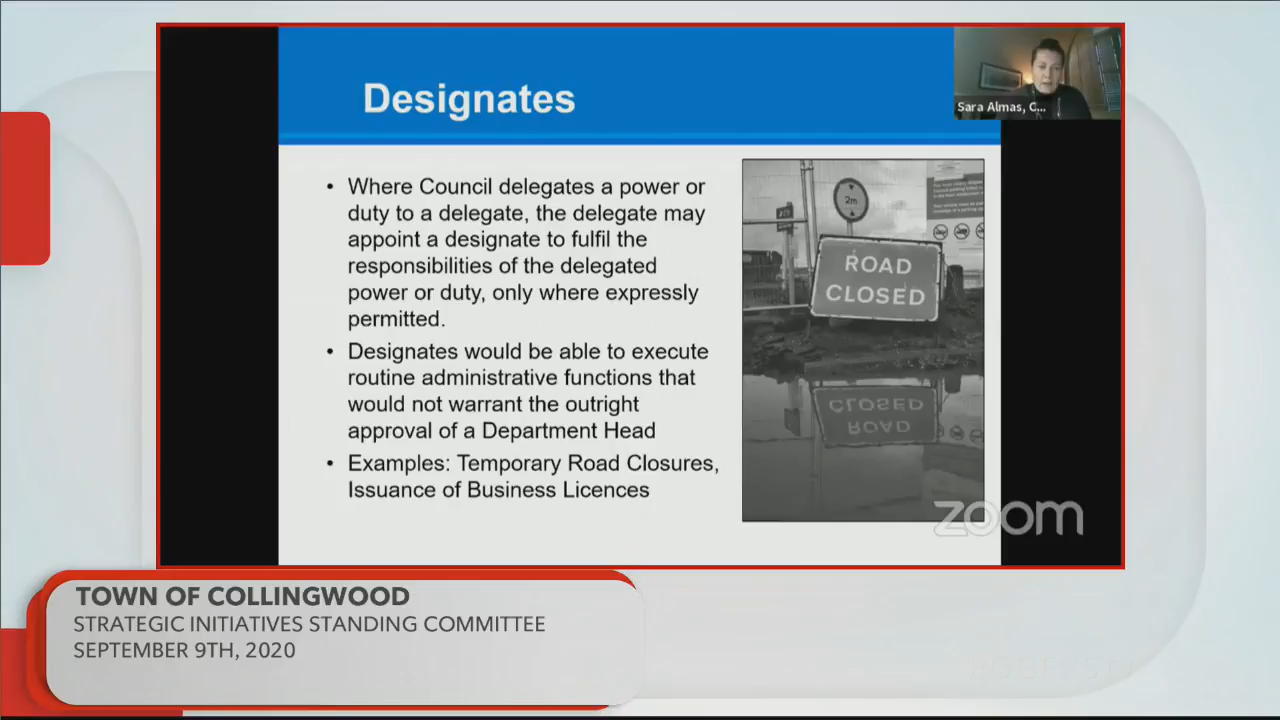 Designates
Sara Almas, C...
• Where Council delegates a power or
duty to a delegate, the delegate may
appoint a designate to fulfil the
responsibilities of the delegated
power or duty, only where expressly
permitted.
• Designates would be able to execute
routine administrative functions that
would not warrant the outright
approval of a Department Head
• Examples: Temporary Road Closures,
Issuance of Business Licences
2m
ROAD
CLOSED
CLOSED
ROAD
zoom
TOWN OF COLLINGWOOD
STRATEGIC INITIATIVES STANDING COMMITTEE
SEPTEMBER 9TH, 2020